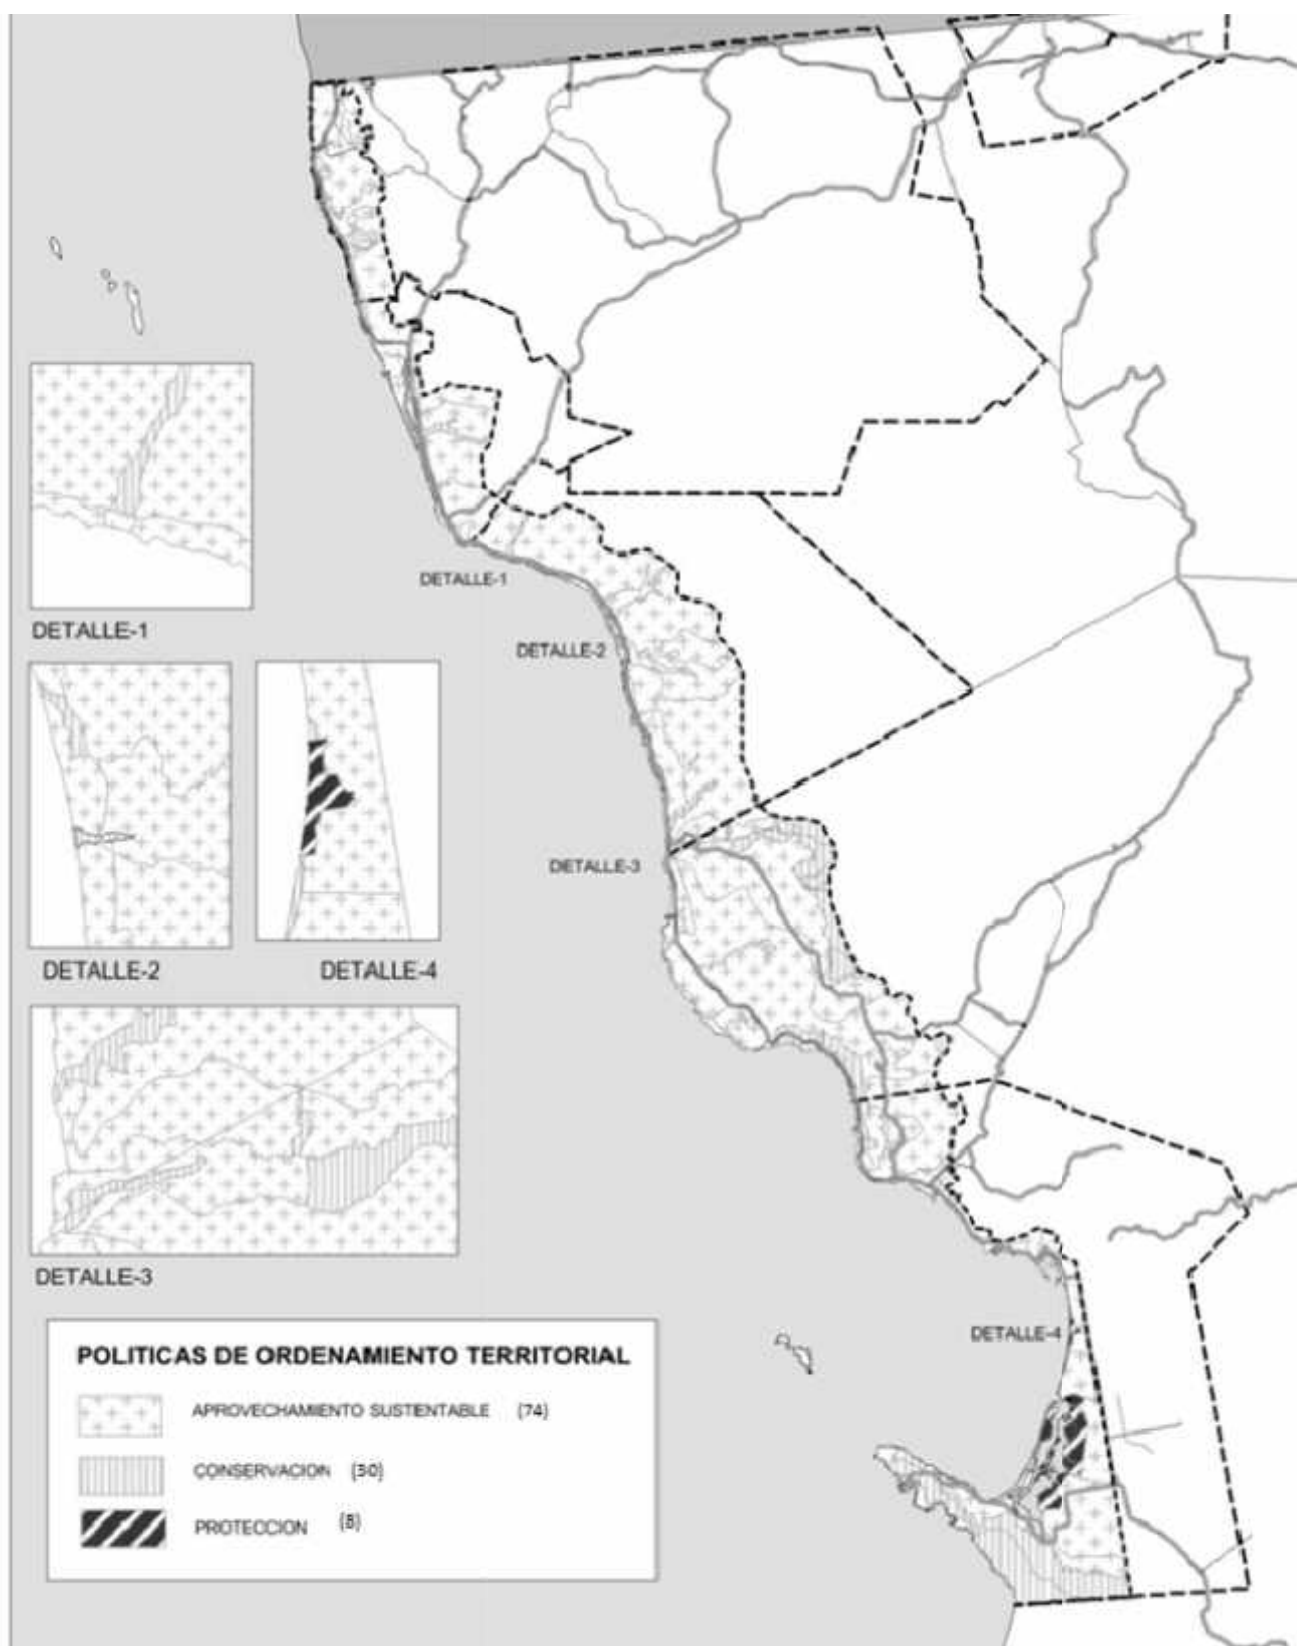 DETALLE-1
DETALLE-2
DETALLE-3
DETALLE-4
DETALLE-1
DETALLE-2
DETALLE-4
DETALLE-3
POLITICAS DE ORDENAMIENTO TERRITORIAL
APROVECHAMIENTO SUSTENTABLE (74)
CONSERVACION (30)
PROTECCION (8)